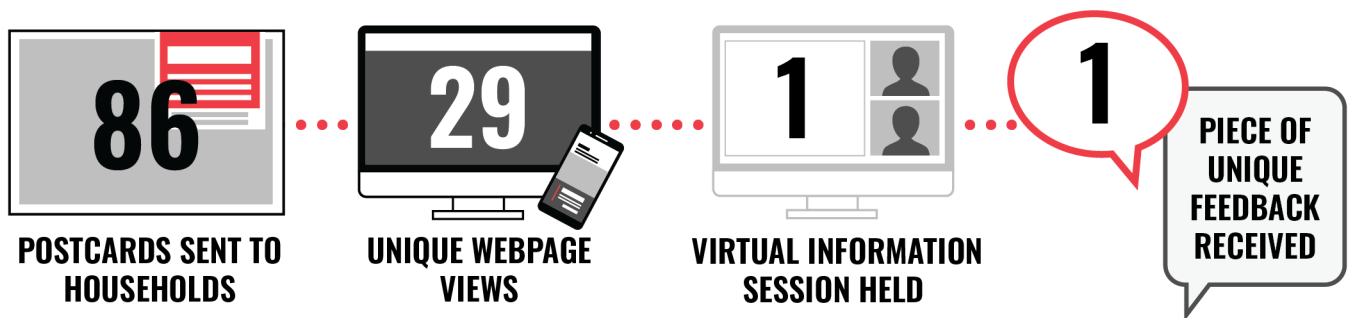 86
POSTCARDS SENT TO
HOUSEHOLDS
29
UNIQUE WEBPAGE
VIEWS
1
VIRTUAL INFORMATION
SESSION HELD
1
PIECE OF
UNIQUE
FEEDBACK
RECEIVED